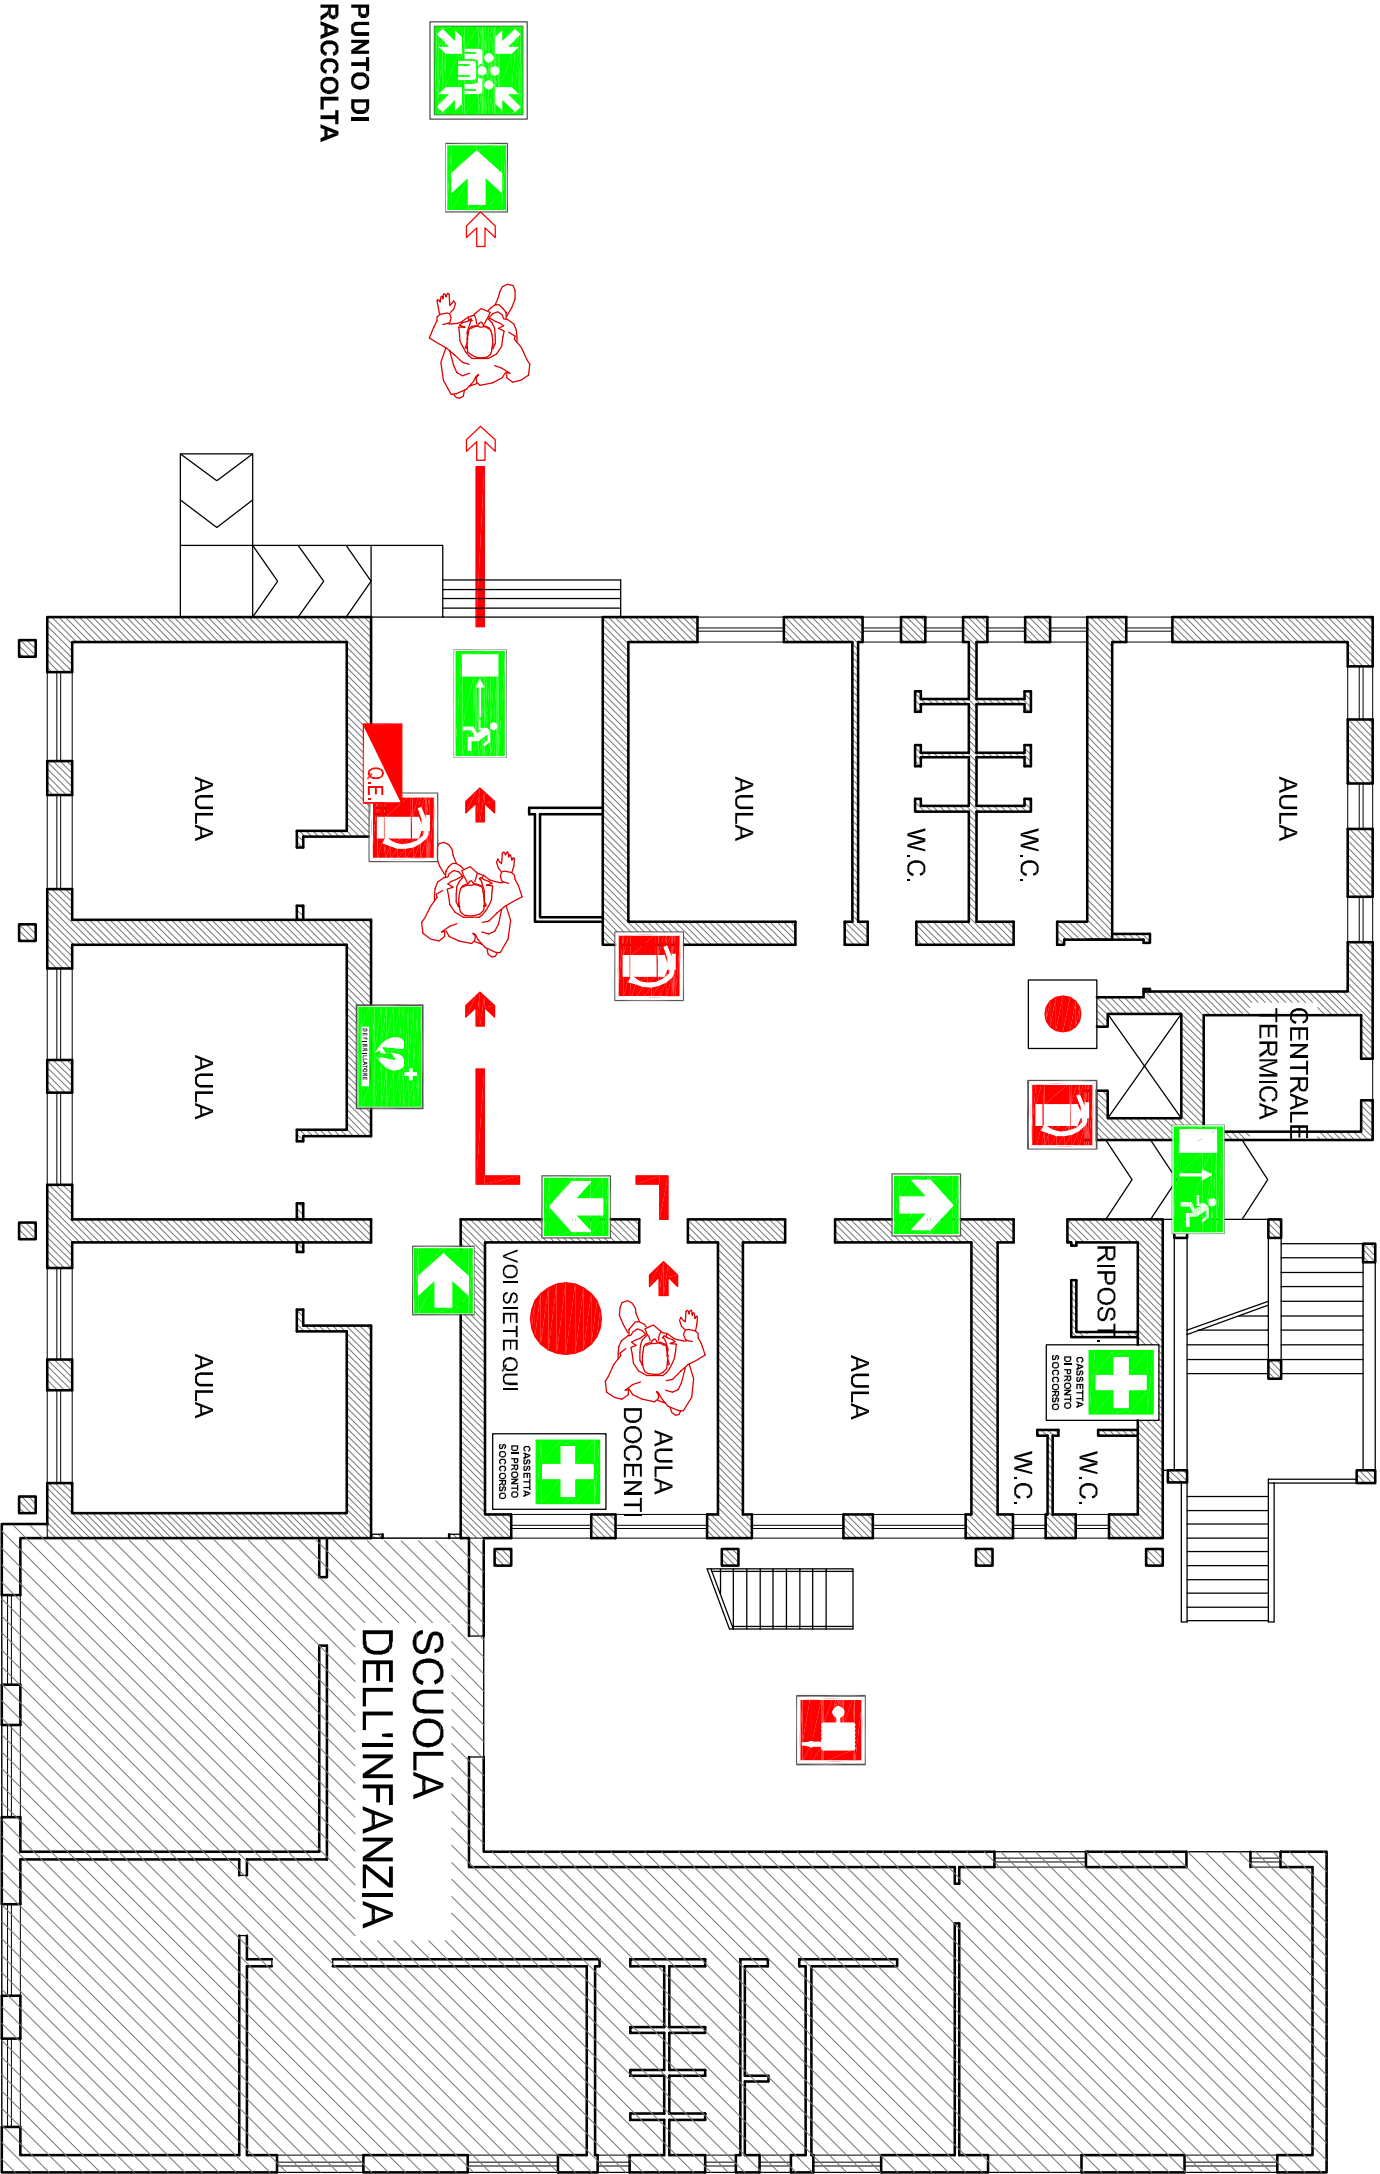 PUNTO DI
RACCOLTA
AULA
AULA
AULA
W.C.
W.C.
Q.E.
CENTRALE
TERMICA
AULA
DEFIBRILLATORE
RIPOST.
VOI SIETE QUI
CASSETTA
DI PRONTO
SOCCORSO
AULA
AULA
AULA
DOCENTI
W.C.
W.C.
CASSETTA
DI PRONTO
SOCCORSO
SCUOLA
DELL'INFANZIA